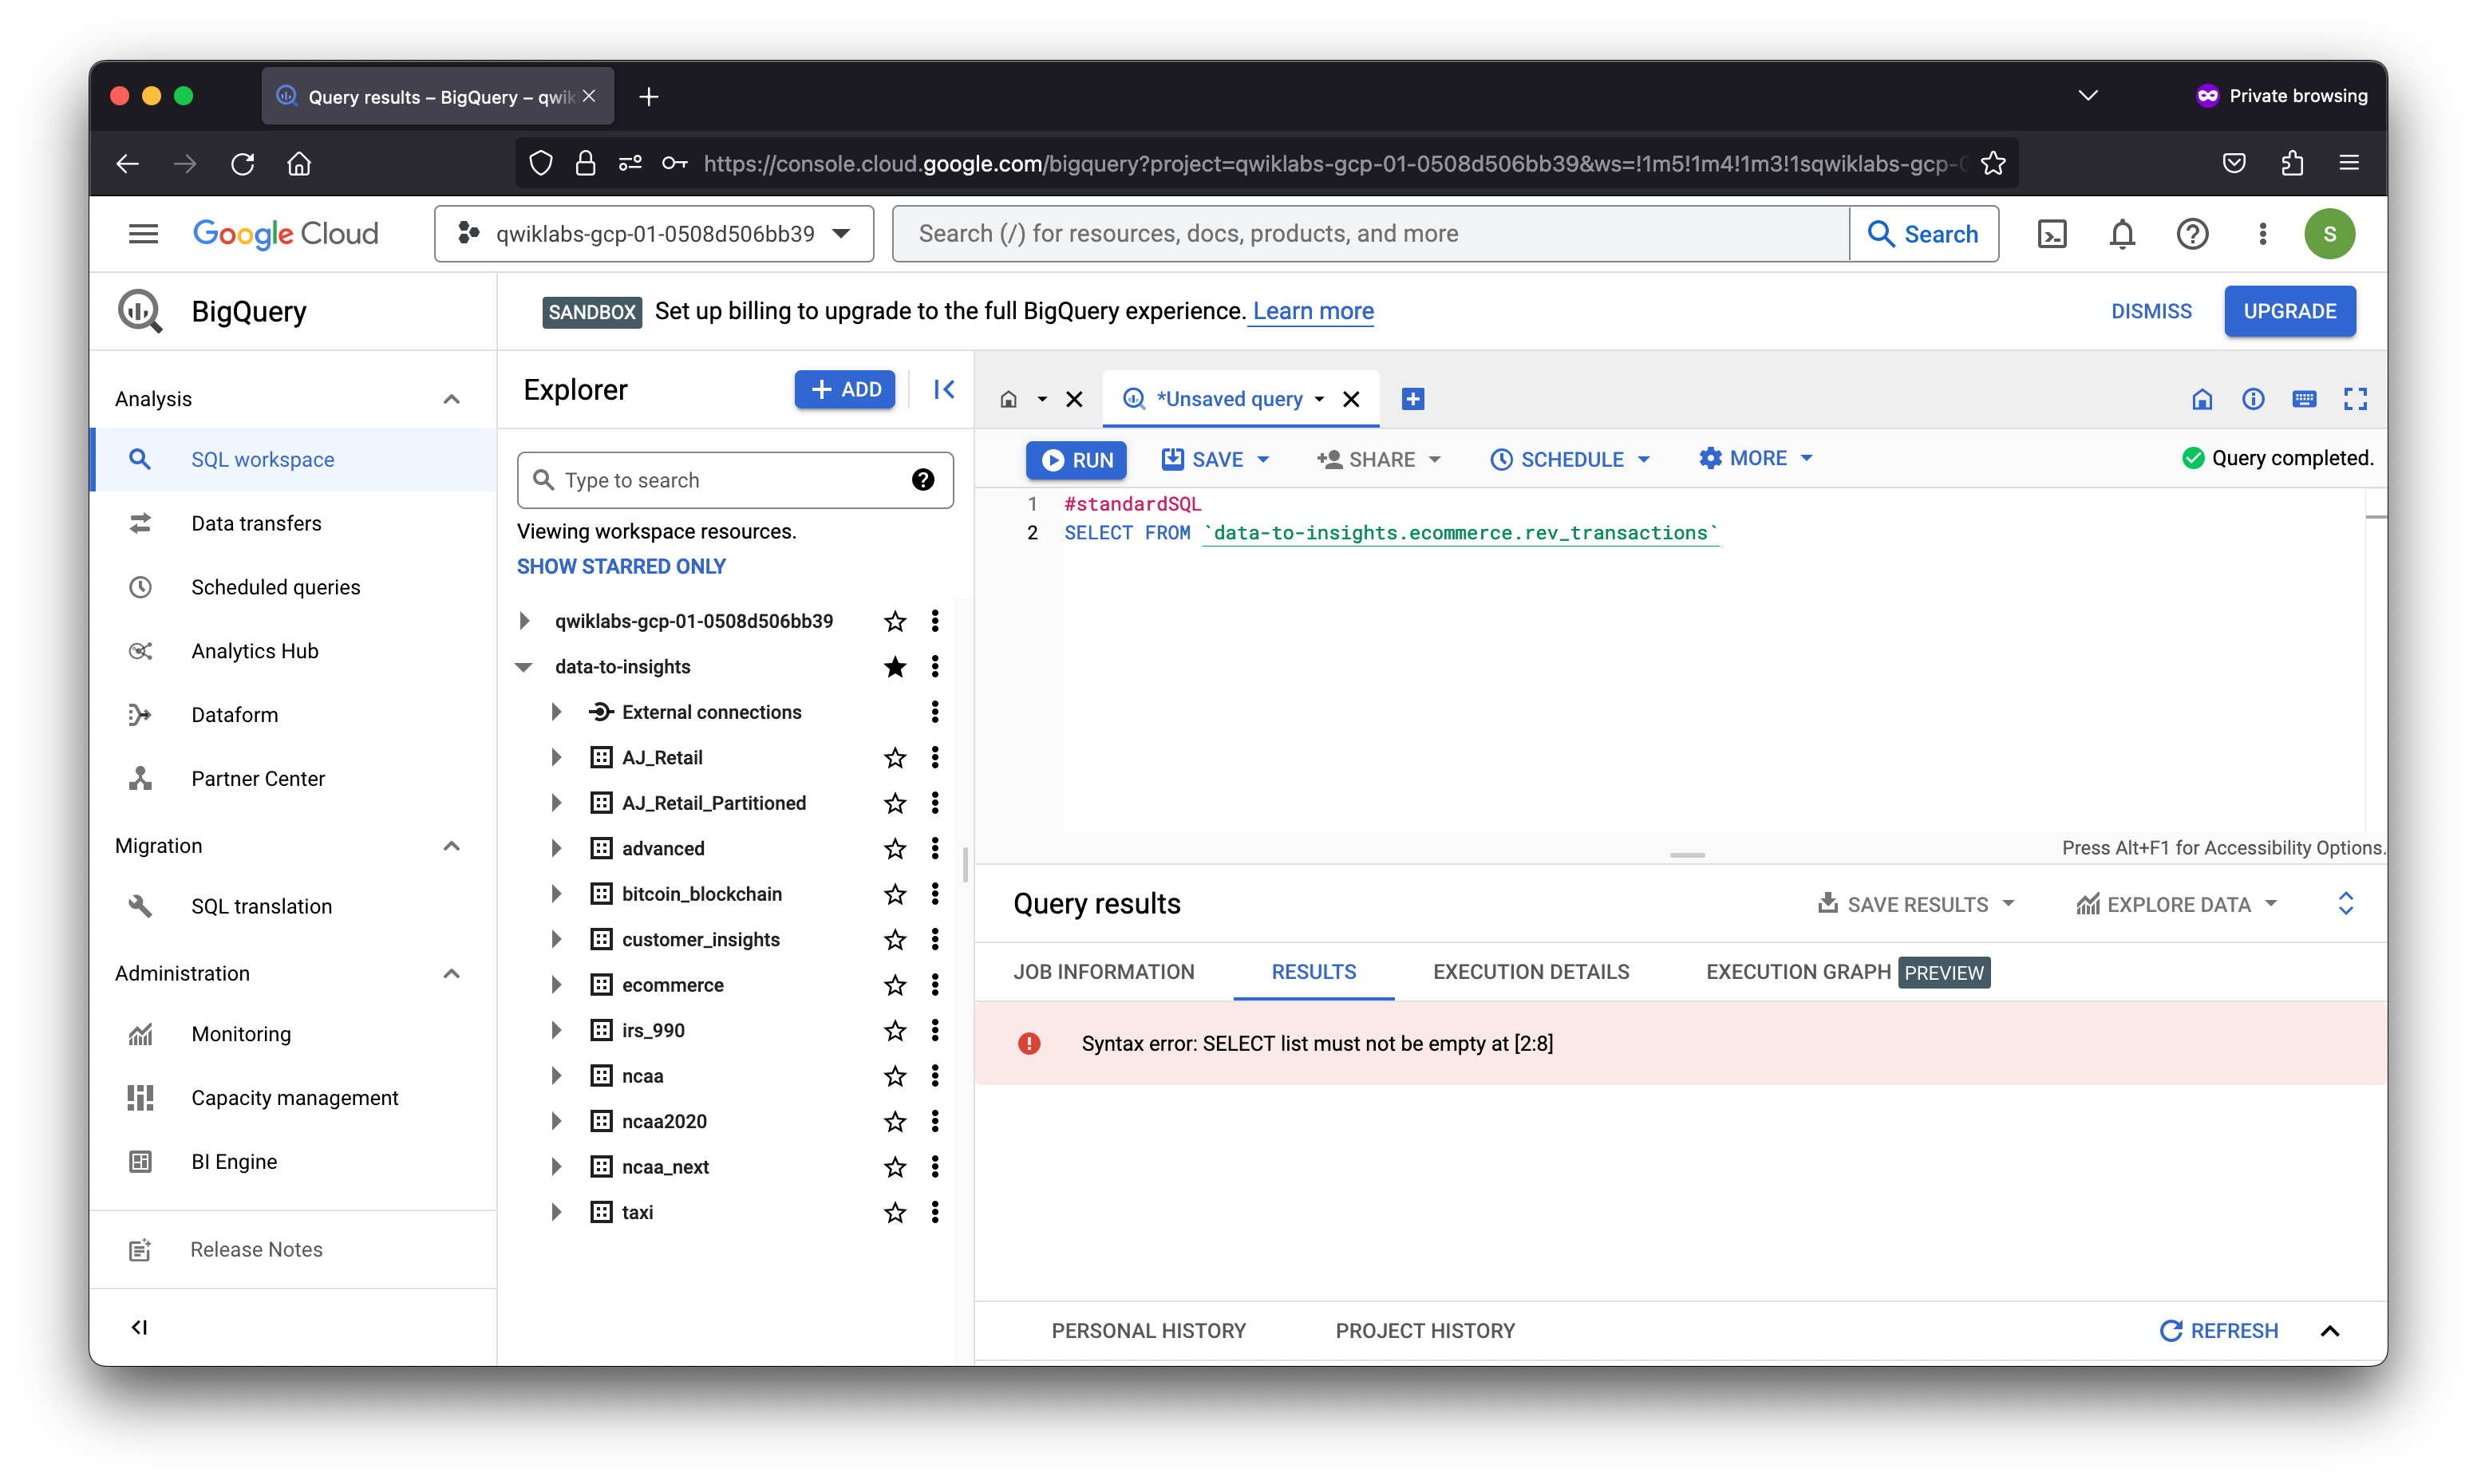 Query results – BigQuery – qwik
Private browsing
https://console.cloud.google.com/bigquery?project=qwiklabs-gcp-01-0508d506bb39&ws=!1m5!1m4!1m3!1sqwiklabs-gcp-0
Google Cloud
qwiklabs-gcp-01-0508d506bb39
Search (/) for resources, docs, products, and more
Search
S
BigQuery
SANDBOX Set up billing to upgrade to the full BigQuery experience. Learn more
DISMISS
UPGRADE
Analysis
SQL workspace
Data transfers
Scheduled queries
Analytics Hub
Dataform
Partner Center
Migration
SQL translation
Administration
Monitoring
Capacity management
BI Engine
Release Notes
Explorer
+ ADD
Type to search
Viewing workspace resources.
SHOW STARRED ONLY
qwiklabs-gcp-01-0508d506bb39
data-to-insights
External connections
AJ_Retail
AJ_Retail_Partitioned
advanced
bitcoin_blockchain
customer_insights
ecommerce
irs_990
ncaa
ncaa2020
ncaa_next
taxi
*Unsaved query
RUN
SAVE
SHARE
SCHEDULE
MORE
Query completed.
1 #standardSQL
2 SELECT FROM `data-to-insights.ecommerce.rev_transactions`
Press Alt+F1 for Accessibility Options.
Query results
SAVE RESULTS
EXPLORE DATA
JOB INFORMATION
RESULTS
EXECUTION DETAILS
EXECUTION GRAPH PREVIEW
Syntax error: SELECT list must not be empty at [2:8]
PERSONAL HISTORY
PROJECT HISTORY
REFRESH